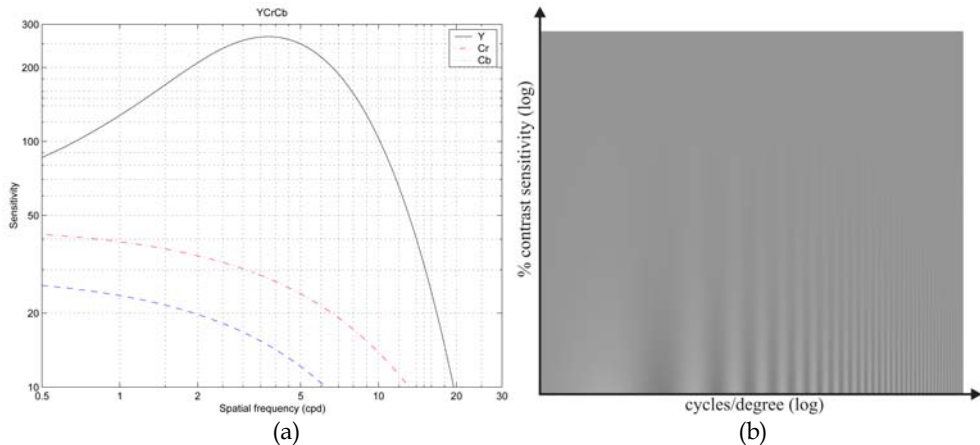 YCrCb
300
200
100
50
20
10
Sensitivity
0.5
1
2
5
10
20
30
Spatial frequency (cpd)
Y
Cr
Cb
(a)
% contrast sensitivity (log)
cycles/degree (log)
(b)